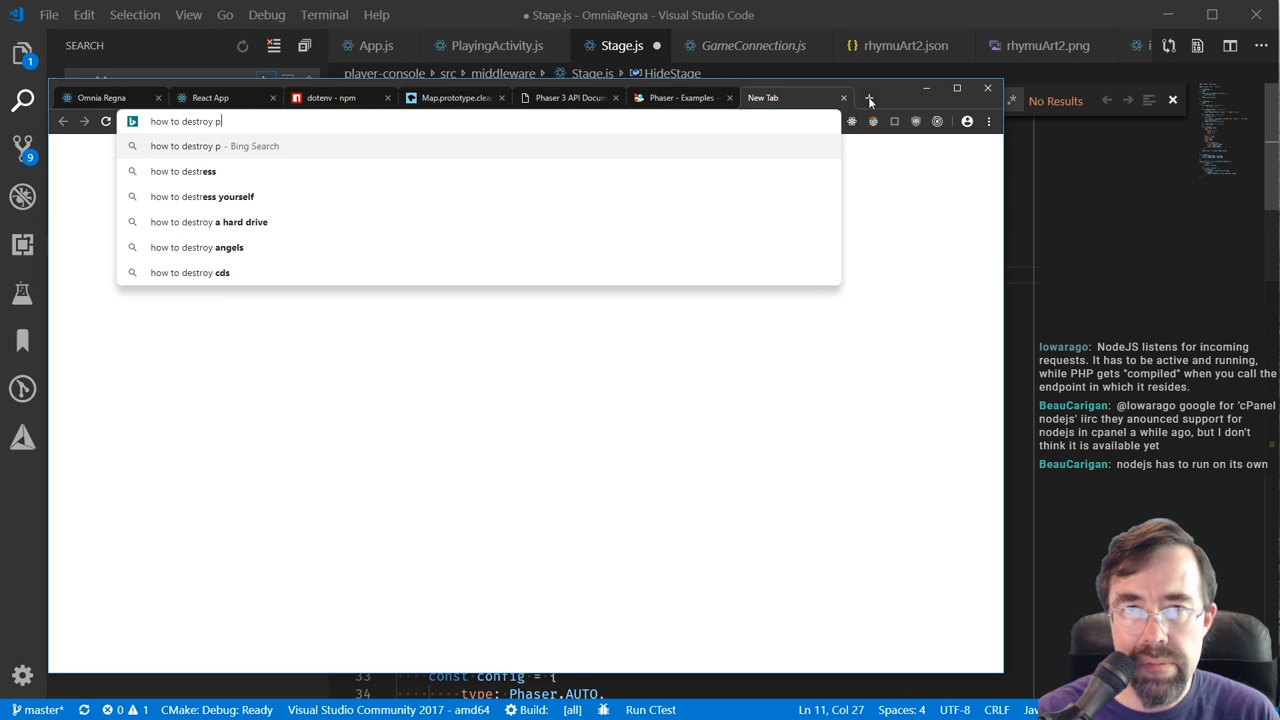 File Edit Selection View Go Debug Terminal Help
● Stage.js - OmniaRegna - Visual Studio Code
SEARCH
App.js
PlayingActivity.js
Stage.js
GameConnection.js
rhymuArt2.json
rhymuArt2.png
player-console › src › middleware › Stage.js › HideStage
Omnia Regna
React App
dotenv - npm
Map.prototype.clea
Phaser 3 API Docum
Phaser - Examples -
New Tab
No Results
how to destroy p
how to destroy p - Bing Search
how to destress
how to destress yourself
how to destroy a hard drive
how to destroy angels
how to destroy cds
1
9
lowarago: NodeJS listens for incoming
requests. It has to be active and running,
while PHP gets "compiled" when you call the
endpoint in which it resides.
BeauCarigan: @lowarago google for 'cPanel
nodejs' iirc they anounced support for
nodejs in cpanel a while ago, but I don't
think it is available yet
BeauCarigan: nodejs has to run on its own
33 const config = {
34 type: Phaser.AUTO,
master* 0 1 CMake: Debug: Ready Visual Studio Community 2017 - amd64 Build: [all] Run CTest Ln 11, Col 27 Spaces: 4 UTF-8 CRLF